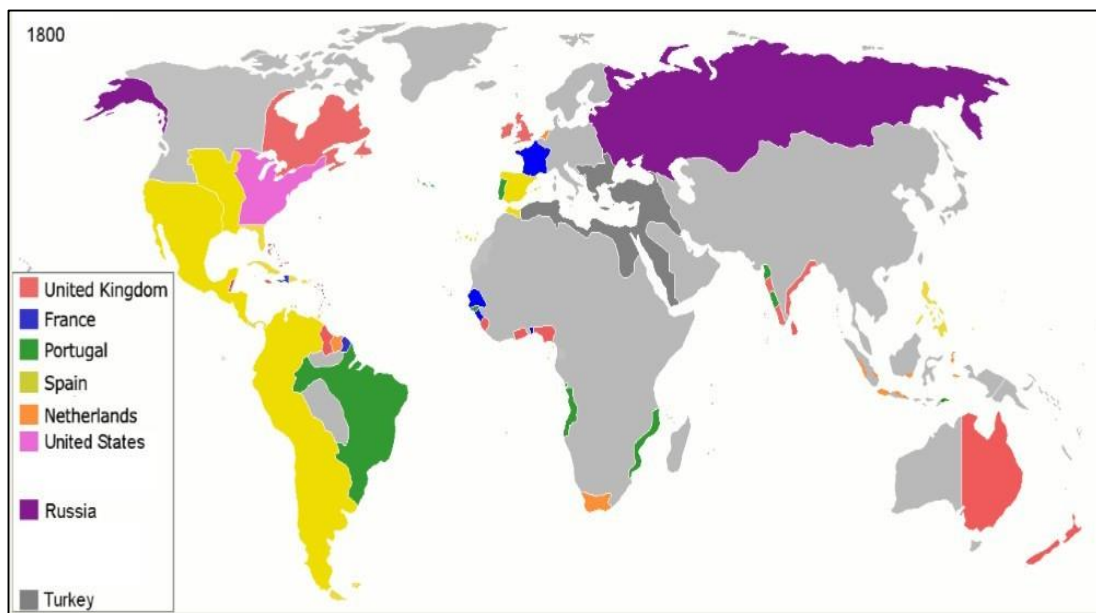 1800
United Kingdom
France
Portugal
Spain
Netherlands
United States
Russia
Turkey